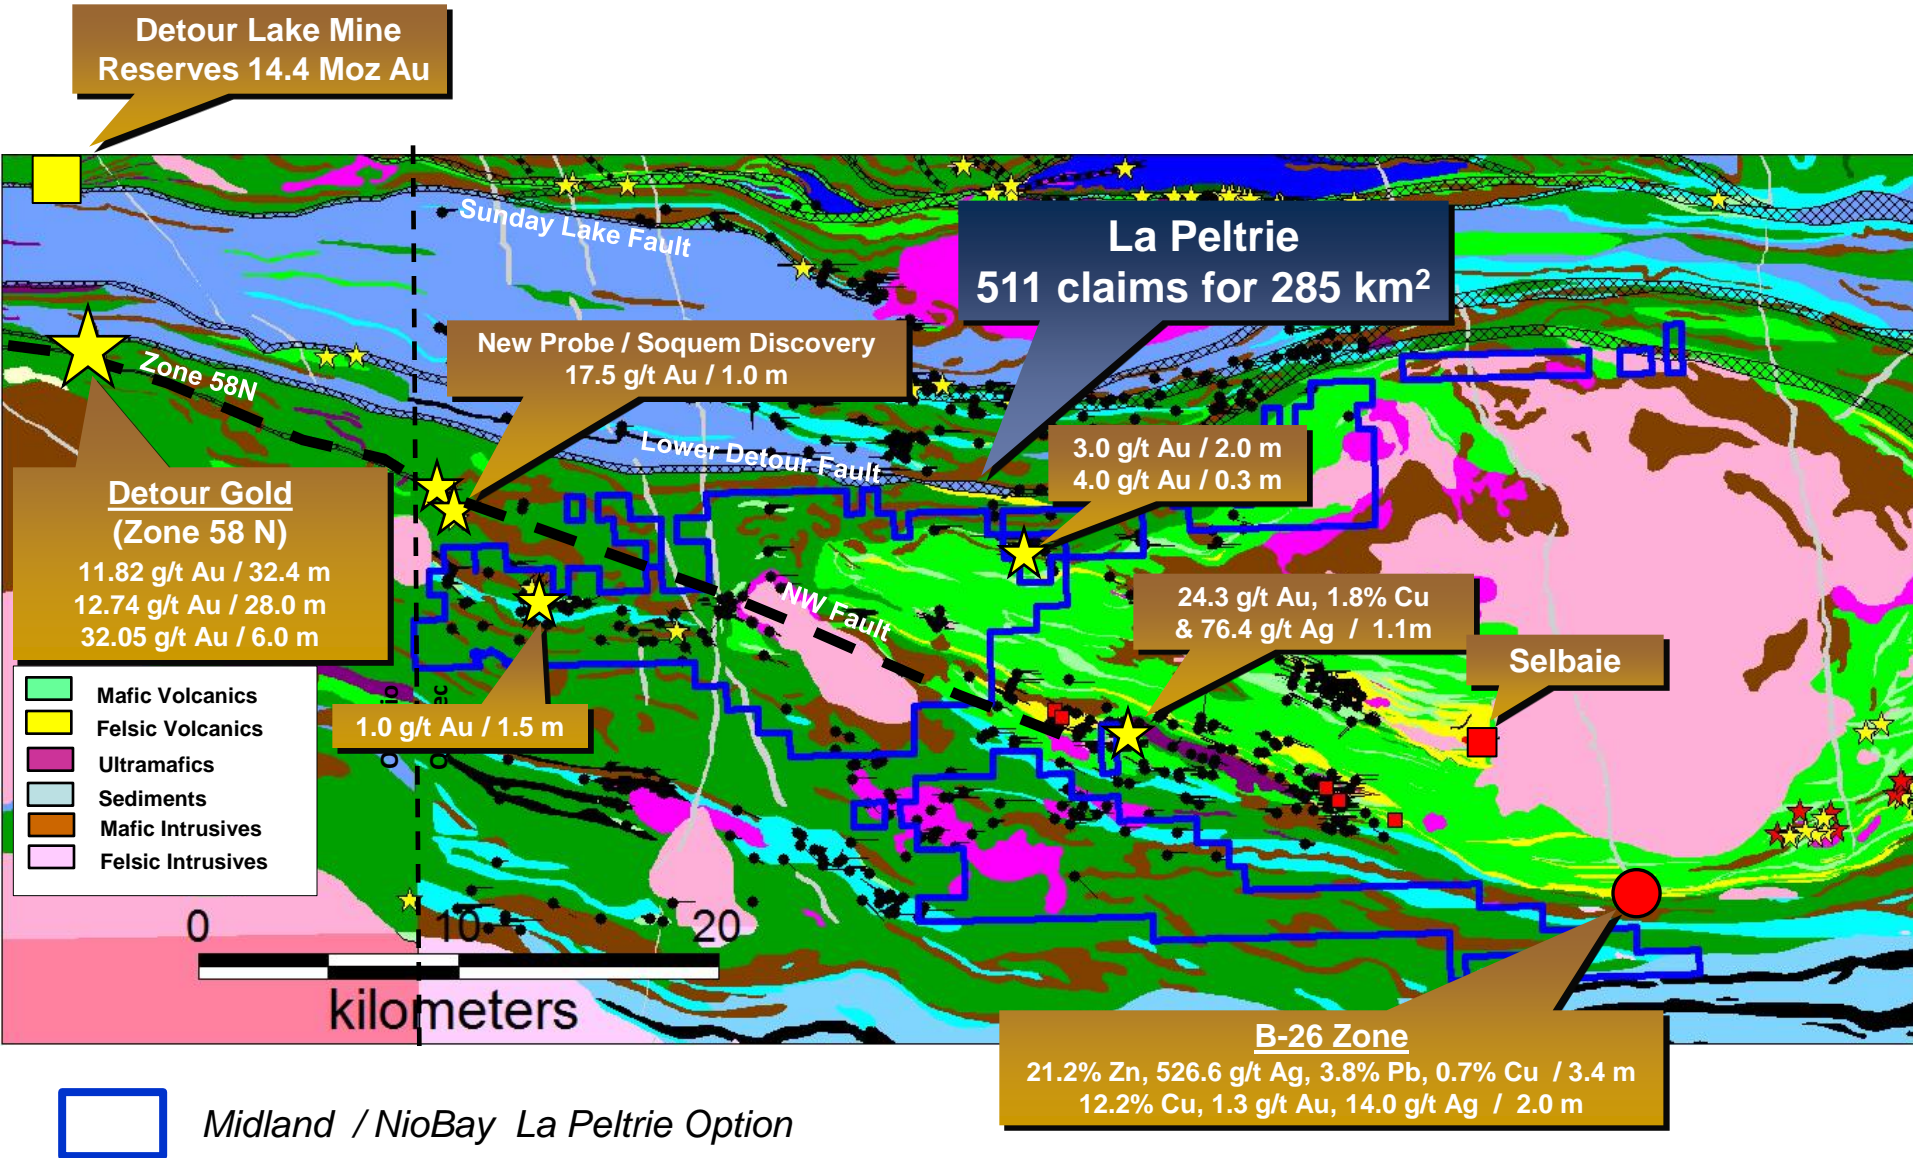 Detour Lake Mine
Reserves 14.4 Moz Au
Sunday Lake Fault
La Peltrie
511 claims for 285 km²
New Probe / Soquem Discovery
17.5 g/t Au / 1.0 m
Zone 58N
Lower Detour Fault
3.0 g/t Au / 2.0 m
4.0 g/t Au / 0.3 m
Detour Gold
(Zone 58 N)
11.82 g/t Au / 32.4 m
12.74 g/t Au / 28.0 m
32.05 g/t Au / 6.0 m
NW Fault
24.3 g/t Au, 1.8% Cu
& 76.4 g/t Ag / 1.1m
Selbaie
1.0 g/t Au / 1.5 m
Mafic Volcanics
Felsic Volcanics
Ultramafics
Sediments
Mafic Intrusives
Felsic Intrusives
0 10 20
kilometers
B-26 Zone
21.2% Zn, 526.6 g/t Ag, 3.8% Pb, 0.7% Cu / 3.4 m
12.2% Cu, 1.3 g/t Au, 14.0 g/t Ag / 2.0 m
Midland / NioBay La Peltrie Option